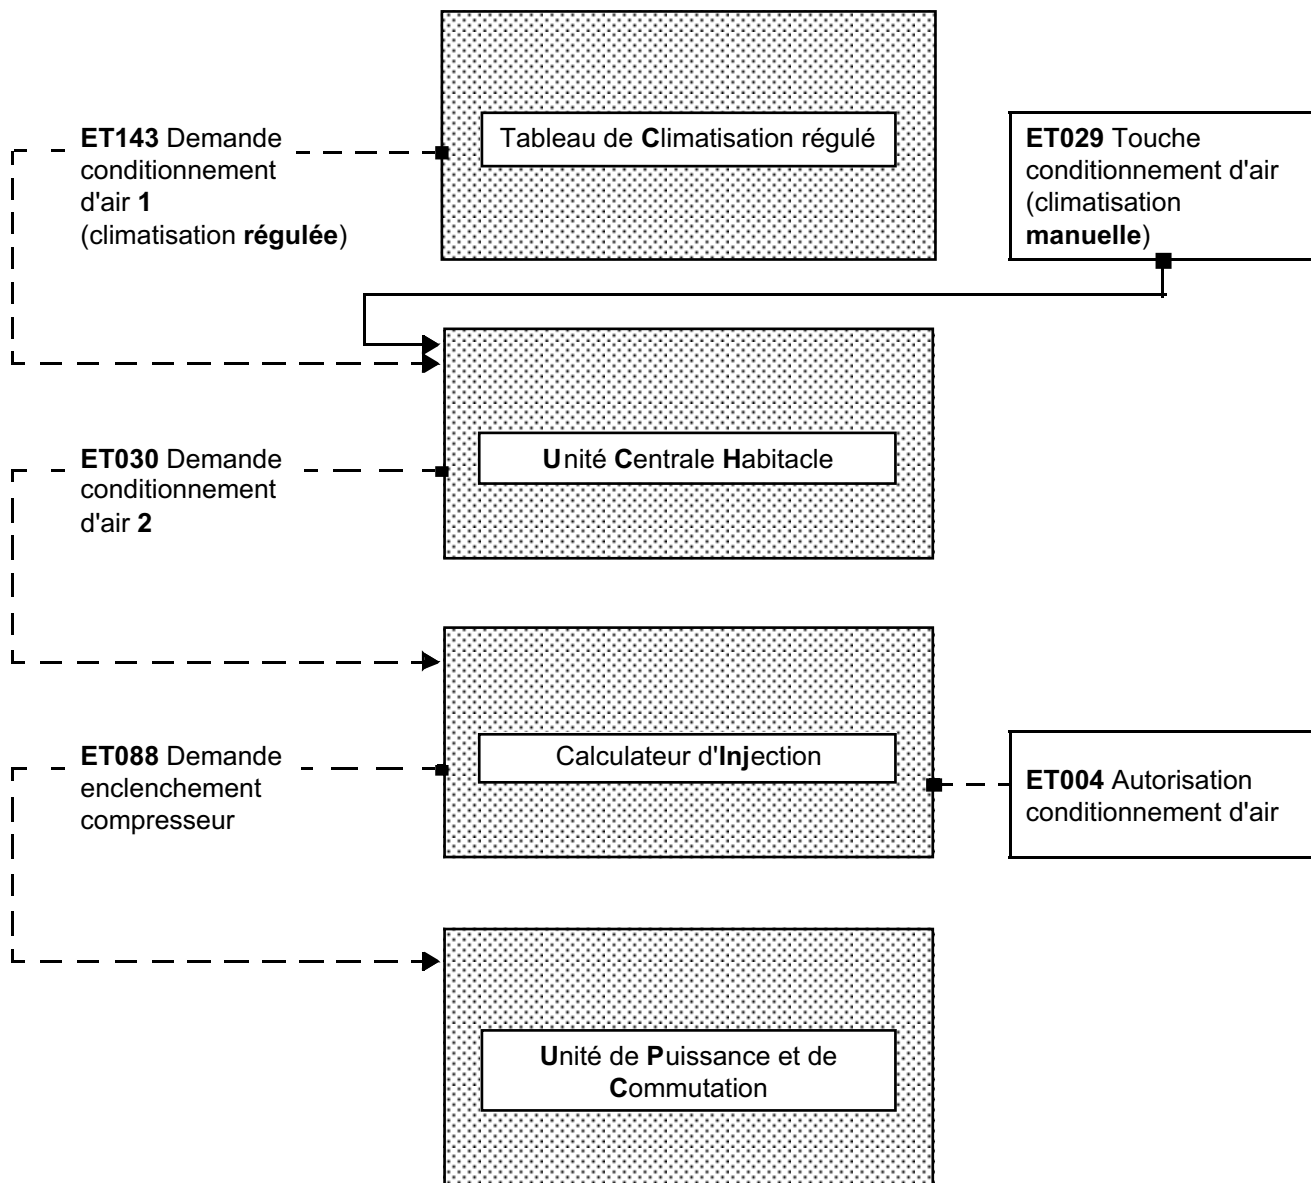 ET143 Demande
conditionnement
d'air 1
(climatisation régulée)
Tableau de Climatisation régulé
ET029 Touche
conditionnement d'air
(climatisation
manuelle)
ET030 Demande
conditionnement
d'air 2
Unité Centrale Habitacle
ET088 Demande
enclenchement
compresseur
Calculateur d'Injection
ET004 Autorisation
conditionnement d'air
Unité de Puissance et de
Commutation